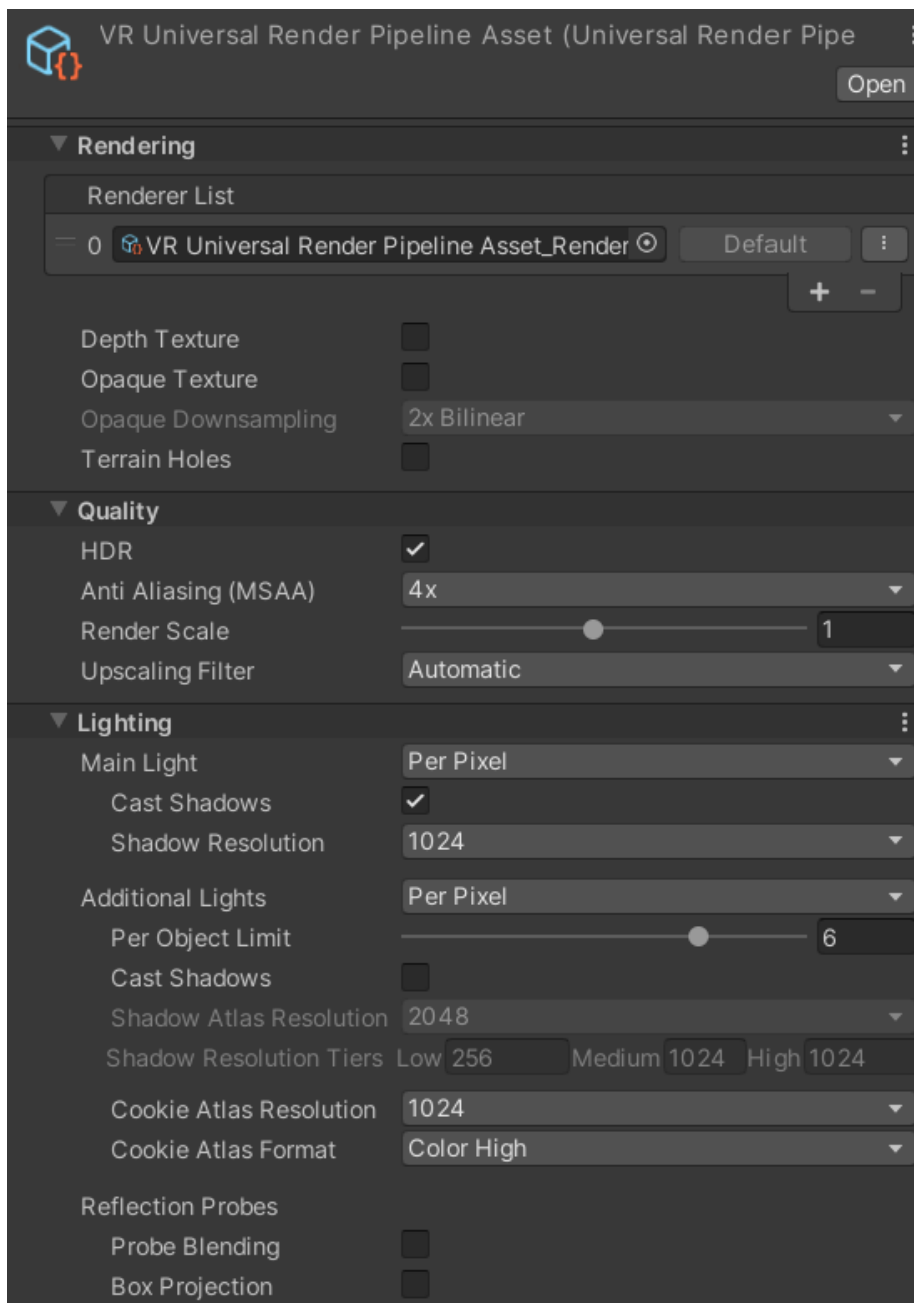 VR Universal Render Pipeline Asset (Universal Render Pipe
Open
Rendering
Renderer List
0 VR Universal Render Pipeline Asset_Render Default
+ -
Depth Texture
Opaque Texture
Opaque Downsampling 2x Bilinear
Terrain Holes
Quality
HDR
Anti Aliasing (MSAA) 4x
Render Scale 1
Upscaling Filter Automatic
Lighting
Main Light Per Pixel
Cast Shadows
Shadow Resolution 1024
Additional Lights Per Pixel
Per Object Limit 6
Cast Shadows
Shadow Atlas Resolution 2048
Shadow Resolution Tiers Low 256 Medium 1024 High 1024
Cookie Atlas Resolution 1024
Cookie Atlas Format Color High
Reflection Probes
Probe Blending
Box Projection